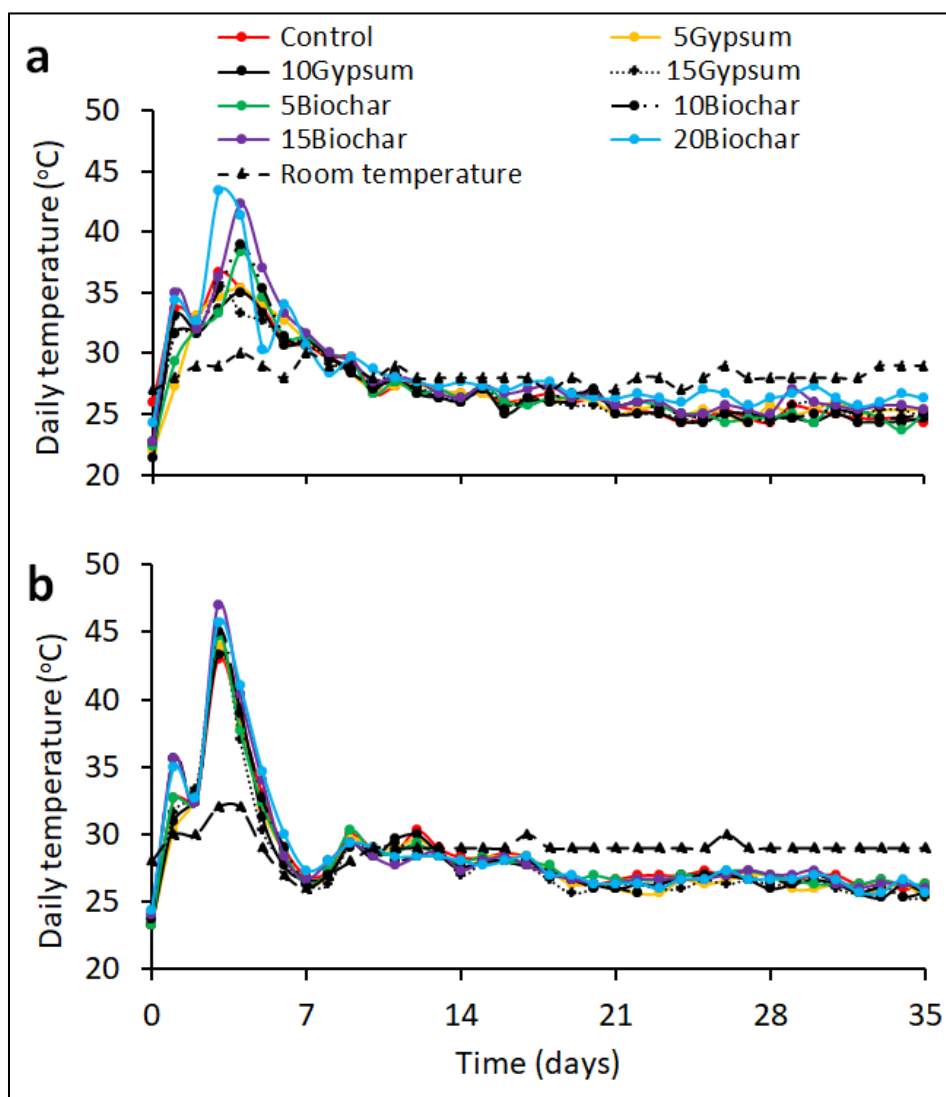 a
Control
5Gypsum
10Gypsum
15Gypsum
5Biochar
10Biochar
15Biochar
20Biochar
Room temperature
Daily temperature (°C)
50
45
40
35
30
25
20
b
Daily temperature (°C)
50
45
40
35
30
25
20
0 7 14 21 28 35
Time (days)